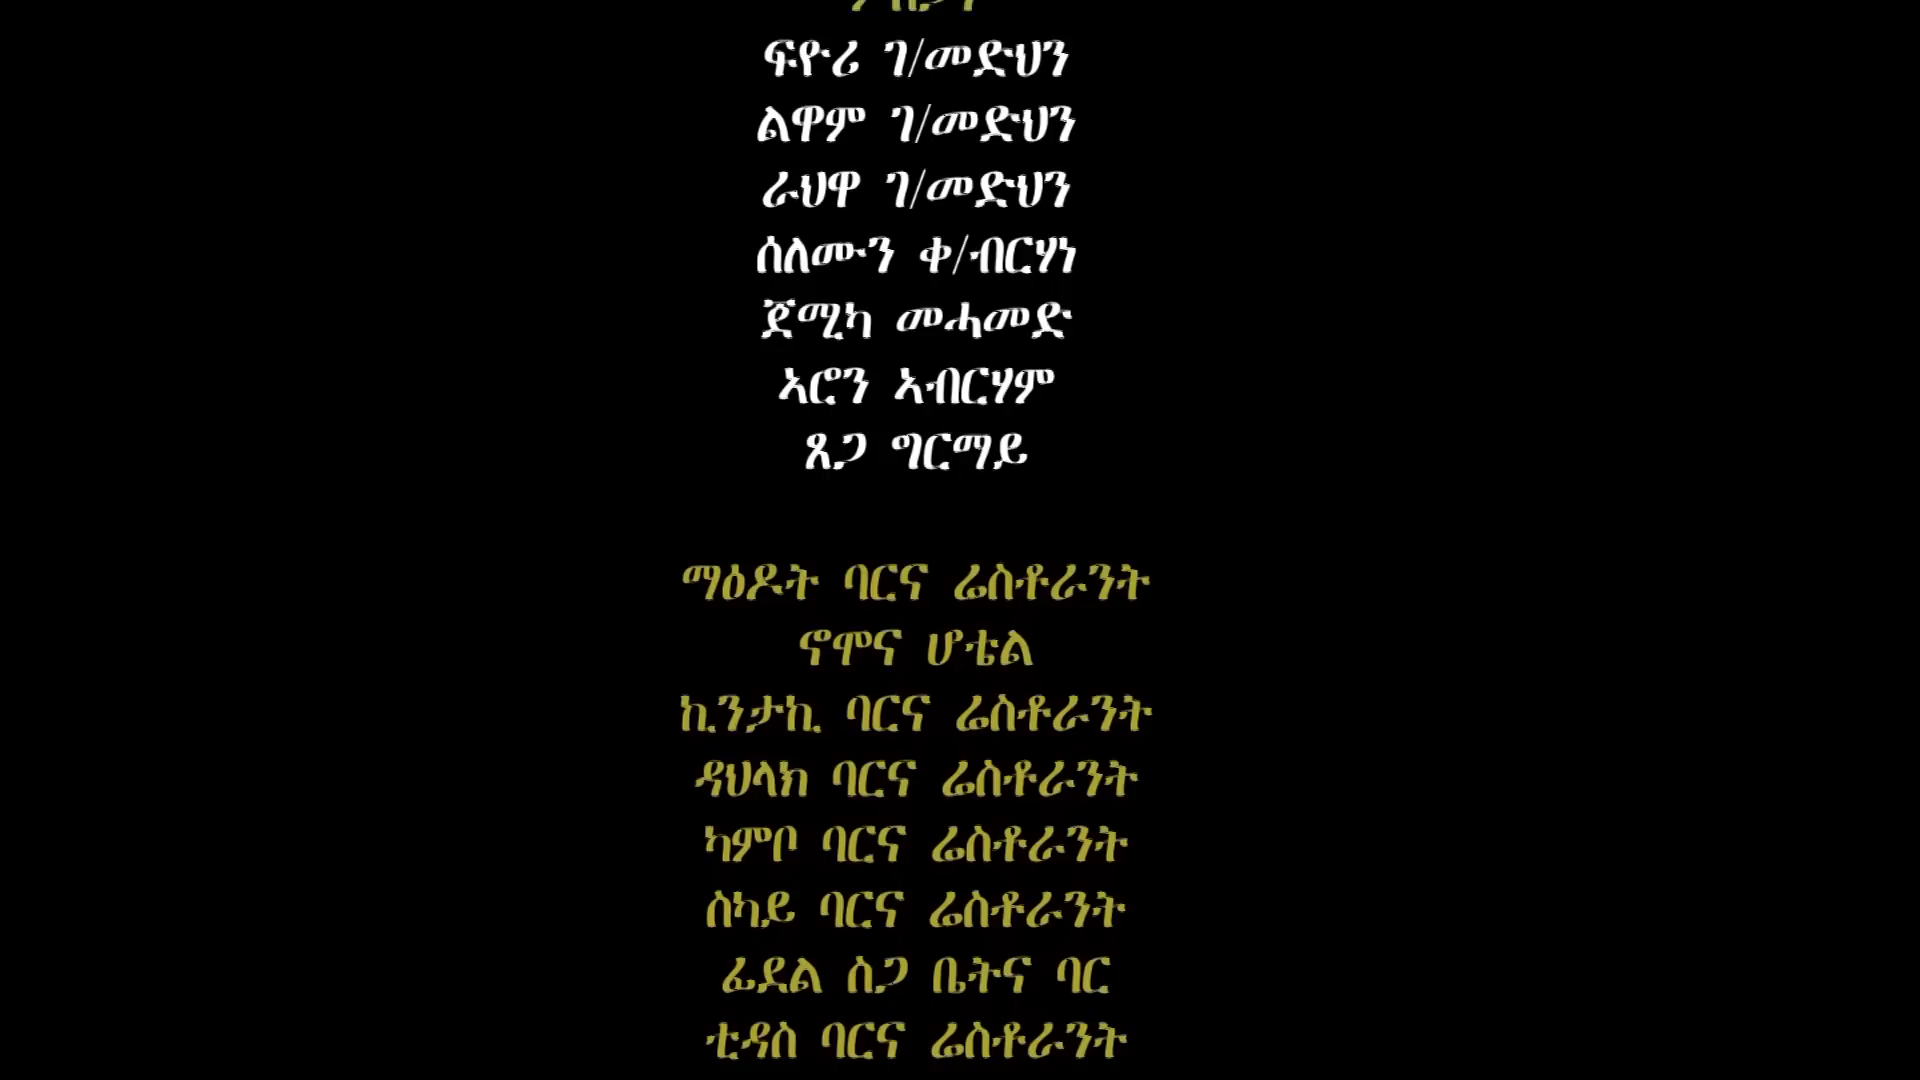 ፍዮሪ ገ/መድህን
ልዋም ገ/መድህን
ራህዋ ገ/መድህን
ሰለሙን ቀ/ብርሃነ
ጀሚካ መሓመድ
ኣሮን ኣብርሃም
ጸጋ ግርማይ
ማዕዶት ባርና ሬስቶራንት
ኖሞና ሆቴል
ኪንታኪ ባርና ሬስቶራንት
ዳህላክ ባርና ሬስቶራንት
ካምቦ ባርና ሬስቶራንት
ስካይ ባርና ሬስቶራንት
ፊደል ስጋ ቤትና ባር
ቲዳስ ባርና ሬስቶራንት